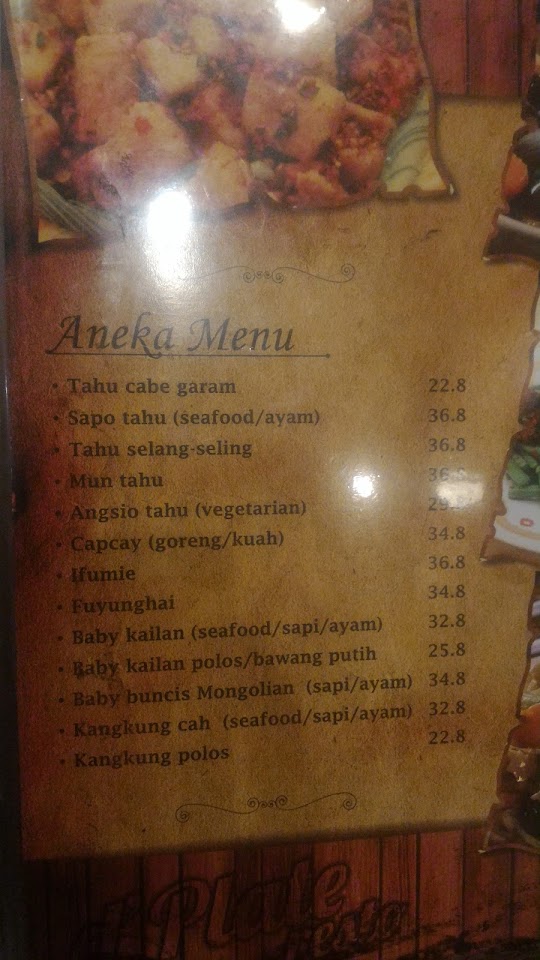 Aneka Menu
• Tahu cabe garam 22.8
• Sapo tahu (seafood/ayam) 36.8
• Tahu selang-seling 36.8
• Mun tahu 36.8
• Angsio tahu (vegetarian)
• Capcay (goreng/kuah) 34.8
• Ifumie 36.8
• Fuyunghai 34.8
• Baby kailan (seafood/sapi/ayam) 32.8
• Baby kailan polos/bawang putih 25.8
• Baby buncis Mongolian (sapi/ayam) 34.8
• Kangkung cah (seafood/sapi/ayam) 32.8
• Kangkung polos 22.8
Plate